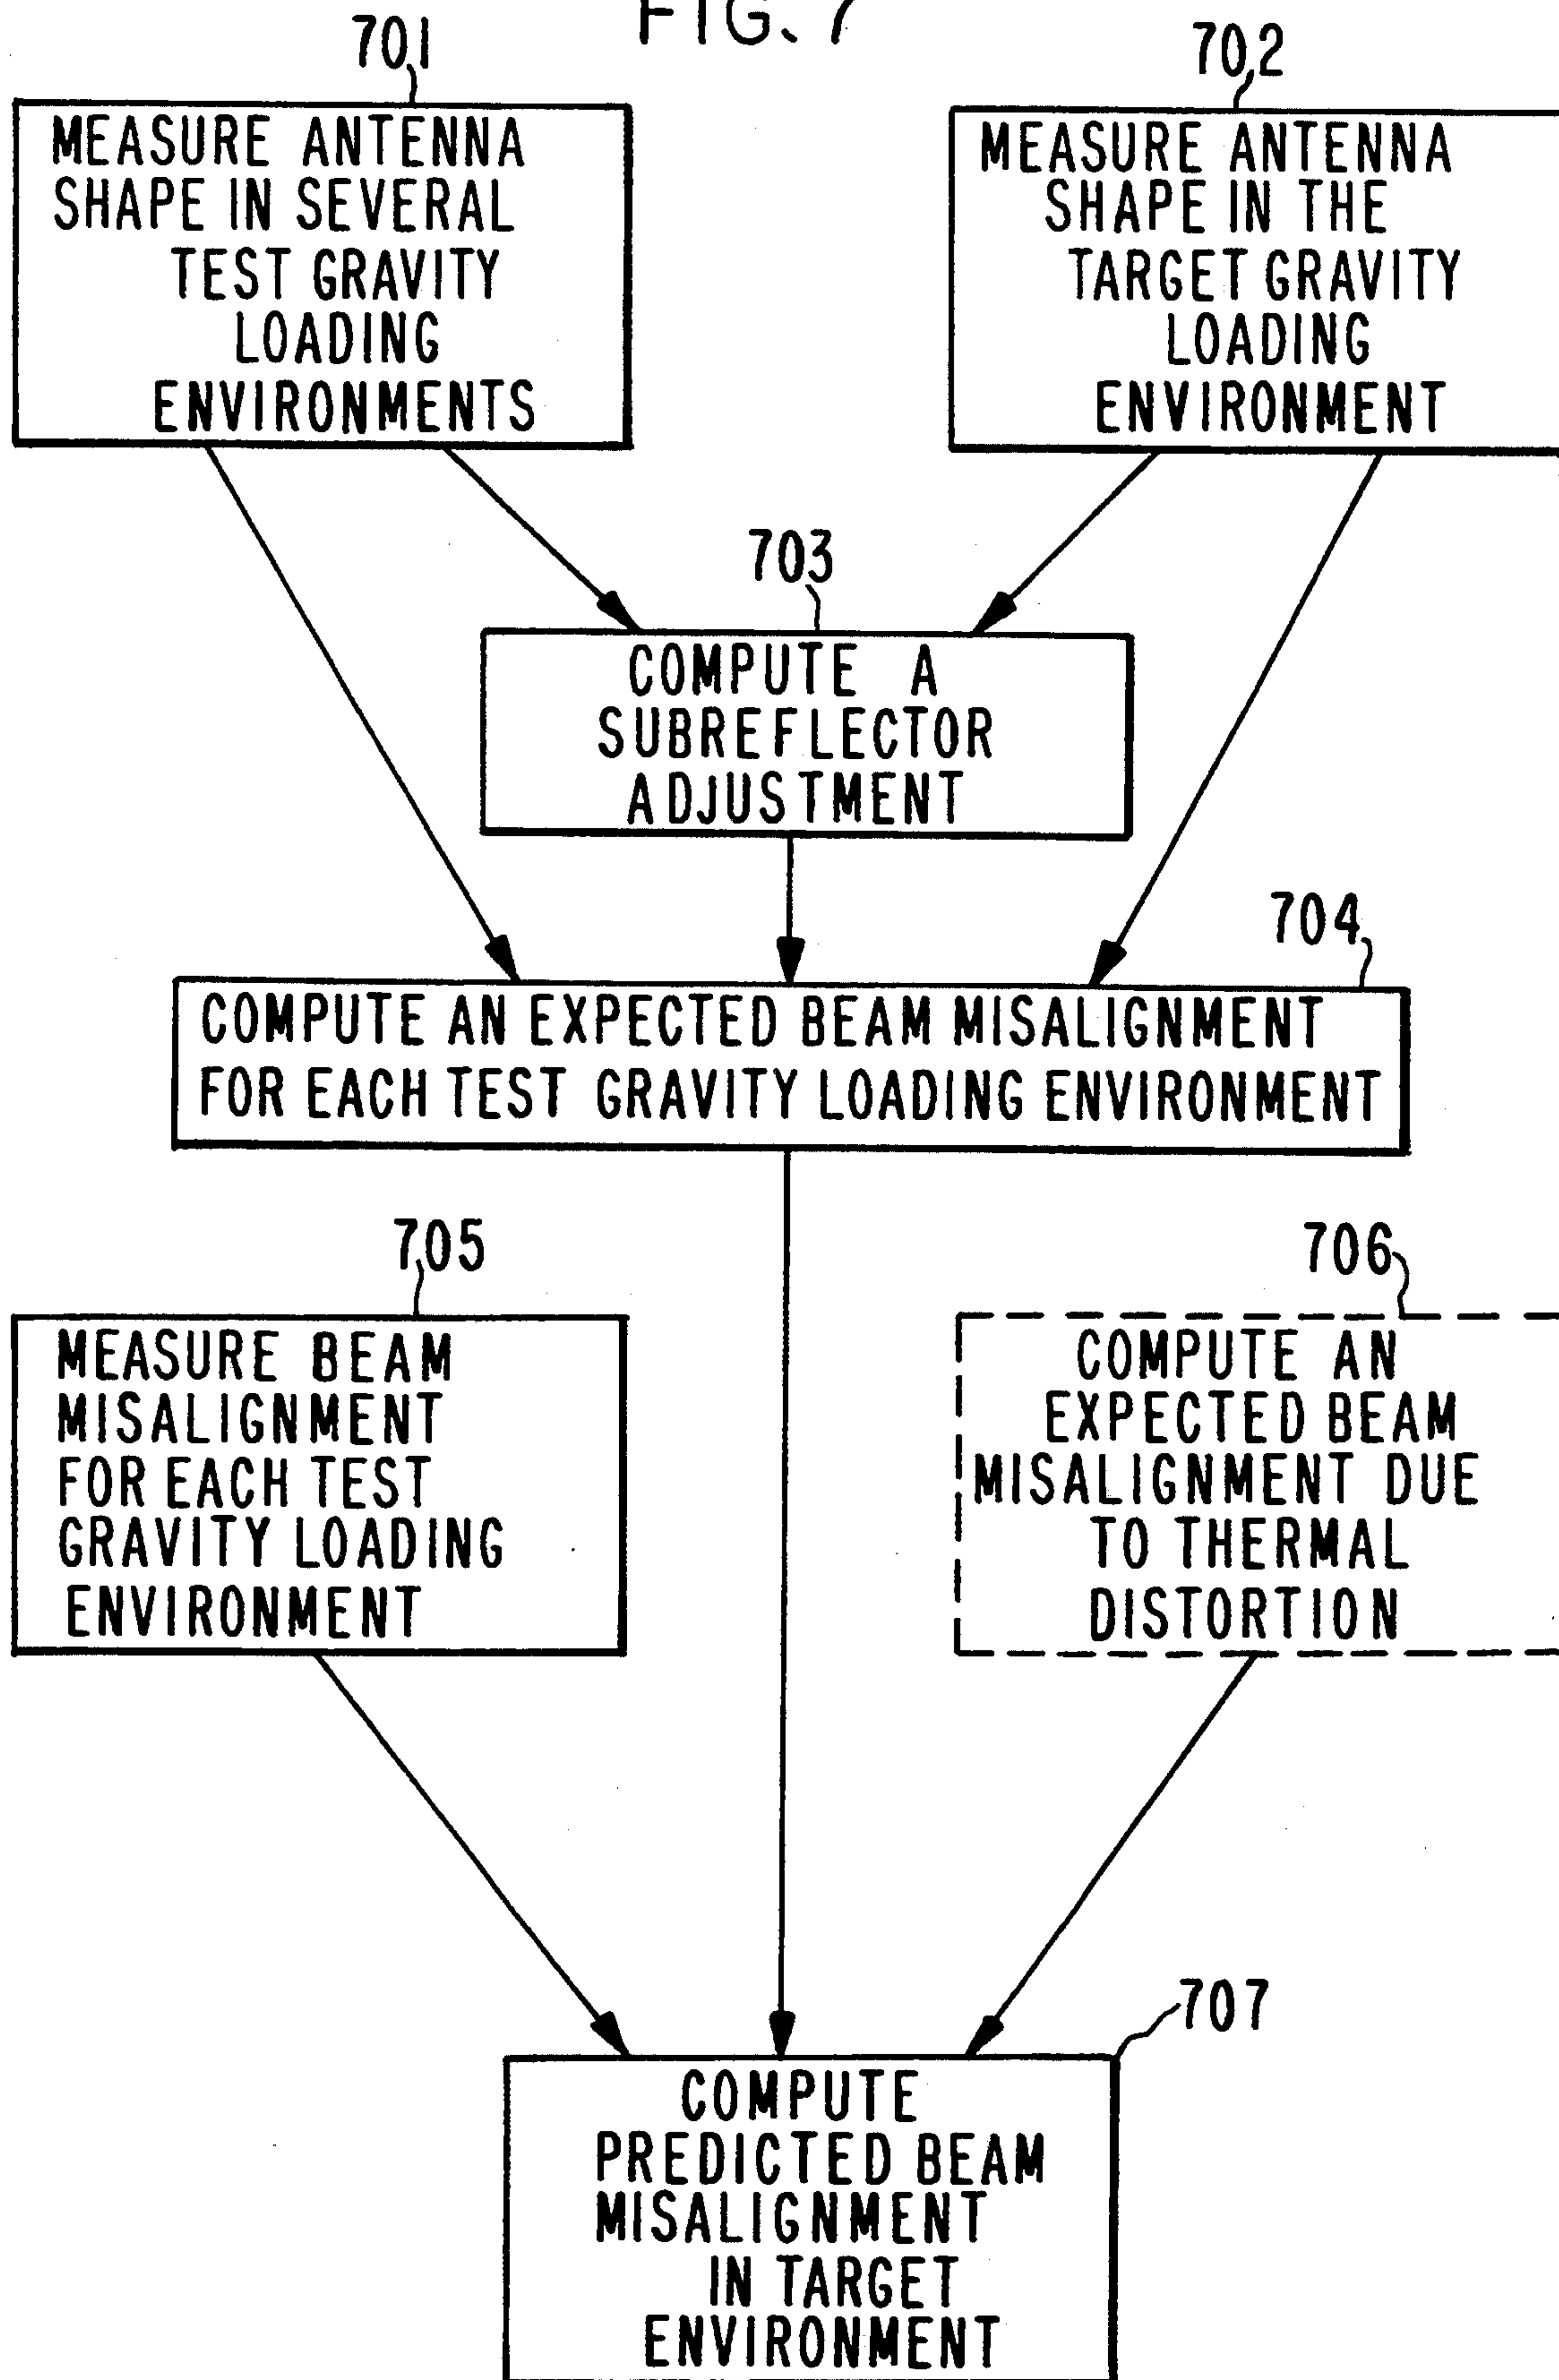 FIG. 7
701
MEASURE ANTENNA
SHAPE IN SEVERAL
TEST GRAVITY
LOADING
ENVIRONMENTS
702
MEASURE ANTENNA
SHAPE IN THE
TARGET GRAVITY
LOADING
ENVIRONMENT
703
COMPUTE A
SUBREFLECTOR
ADJUSTMENT
704
COMPUTE AN EXPECTED BEAM MISALIGNMENT
FOR EACH TEST GRAVITY LOADING ENVIRONMENT
705
MEASURE BEAM
MISALIGNMENT
FOR EACH TEST
GRAVITY LOADING
ENVIRONMENT
706
COMPUTE AN
EXPECTED BEAM
MISALIGNMENT DUE
TO THERMAL
DISTORTION
707
COMPUTE
PREDICTED BEAM
MISALIGNMENT
IN TARGET
ENVIRONMENT